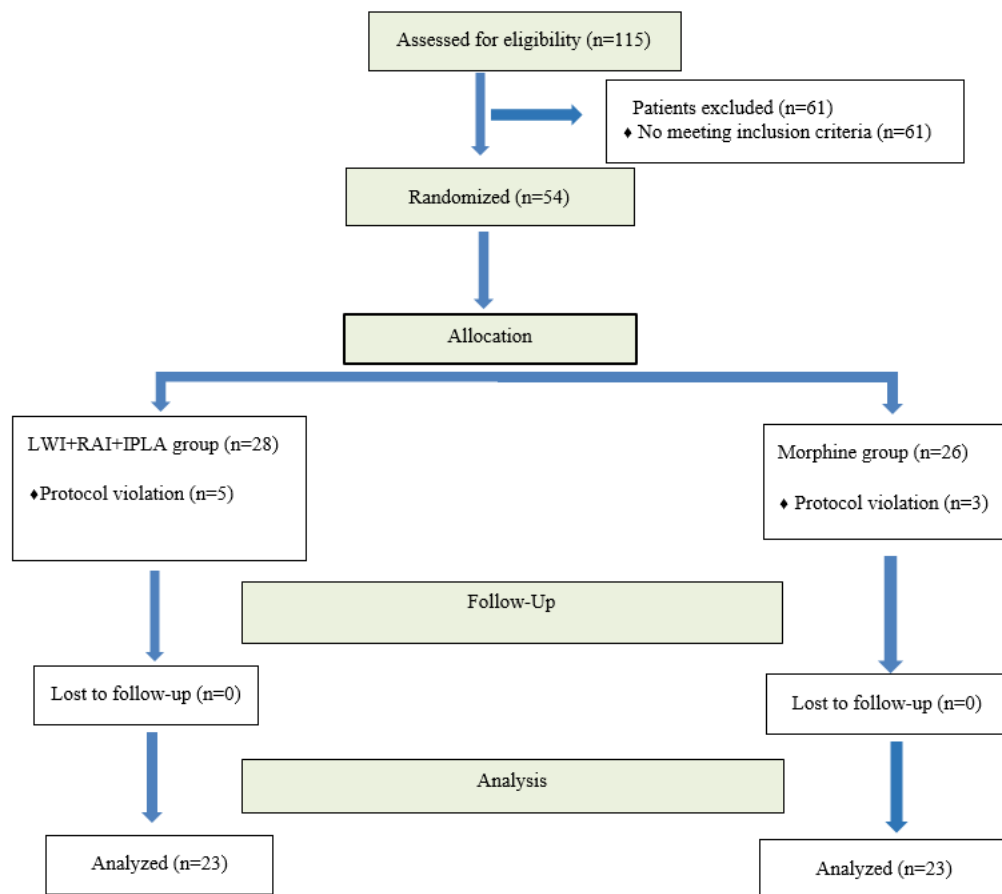 Assessed for eligibility (n=115)
Patients excluded (n=61)
♦ No meeting inclusion criteria (n=61)
Randomized (n=54)
Allocation
LWI+RAI+IPLA group (n=28)
♦Protocol violation (n=5)
Morphine group (n=26)
♦ Protocol violation (n=3)
Follow-Up
Lost to follow-up (n=0)
Lost to follow-up (n=0)
Analysis
Analyzed (n=23)
Analyzed (n=23)